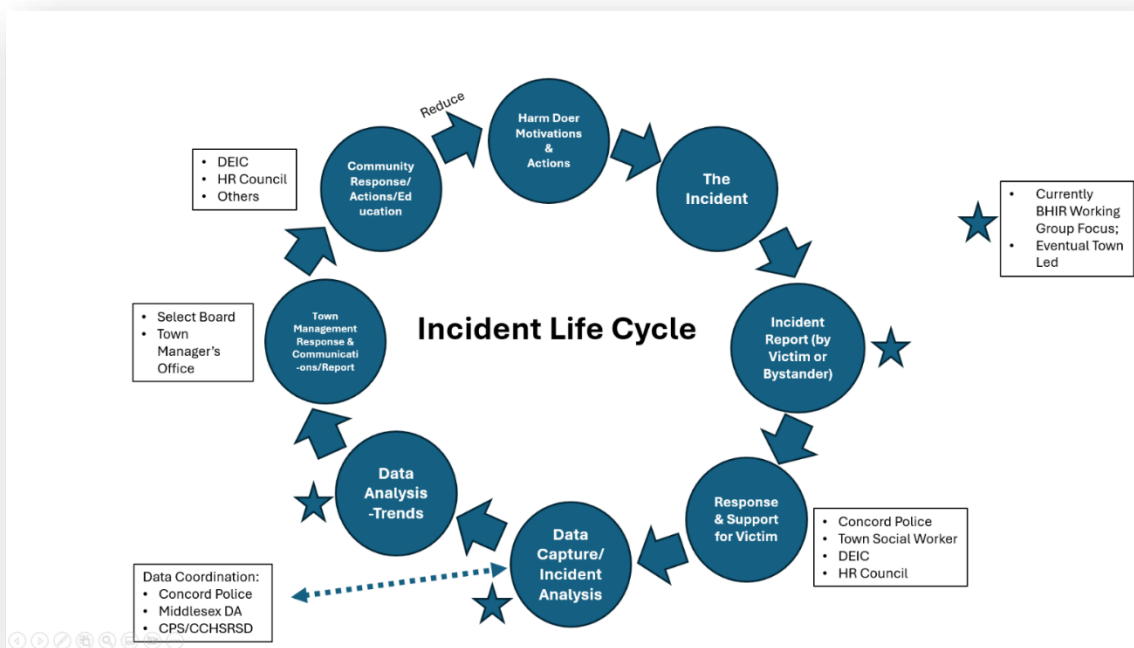 Reduce
Harm Doer
Motivations
&
Actions
The
Incident
• Currently
BHIR Working
Group Focus;
• Eventual Town
Led
Incident
Report (by
Victim or
Bystander)
Response
& Support
for Victim
• Concord Police
• Town Social Worker
• DEIC
• HR Council
Data
Capture/
Incident
Analysis
Data Coordination:
• Concord Police
• Middlesex DA
• CPS/CCHSRSD
Data
Analysis
-Trends
Town
Management
Response &
Communicati
-ons/Report
• Select Board
• Town
Manager's
Office
Community
Response/
Actions/Ed
ucation
• DEIC
• HR Council
• Others
Incident Life Cycle